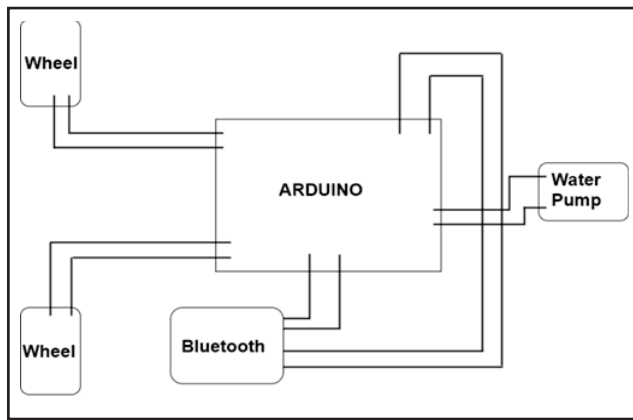 Wheel
ARDUINO
Water
Pump
Bluetooth
Wheel